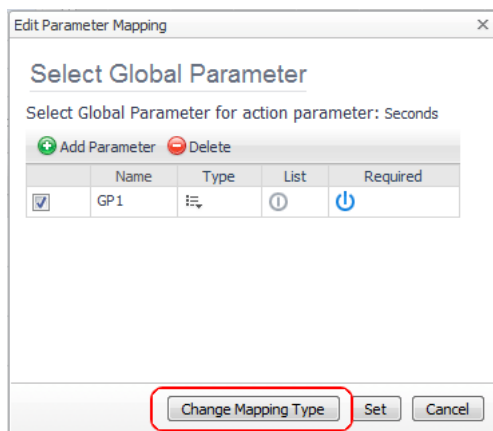 Edit Parameter Mapping
Select Global Parameter
Select Global Parameter for action parameter: Seconds
Add Parameter Delete
Name Type List Required
GP1
Change Mapping Type Set Cancel